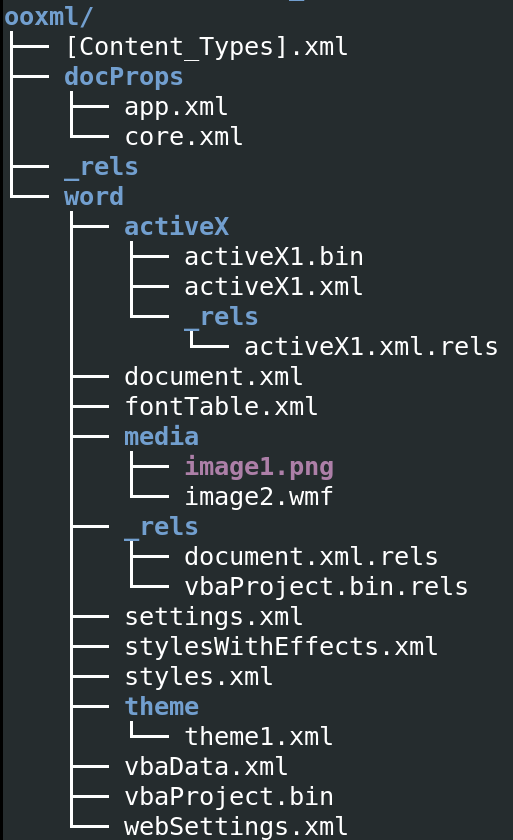 ooxml/
[Content_Types].xml
docProps
app.xml
core.xml
_rels
word
activeX
activeX1.bin
activeX1.xml
_rels
activeX1.xml.rels
document.xml
fontTable.xml
media
image1.png
image2.wmf
_rels
document.xml.rels
vbaProject.bin.rels
settings.xml
stylesWithEffects.xml
styles.xml
theme
theme1.xml
vbaData.xml
vbaProject.bin
webSettings.xml